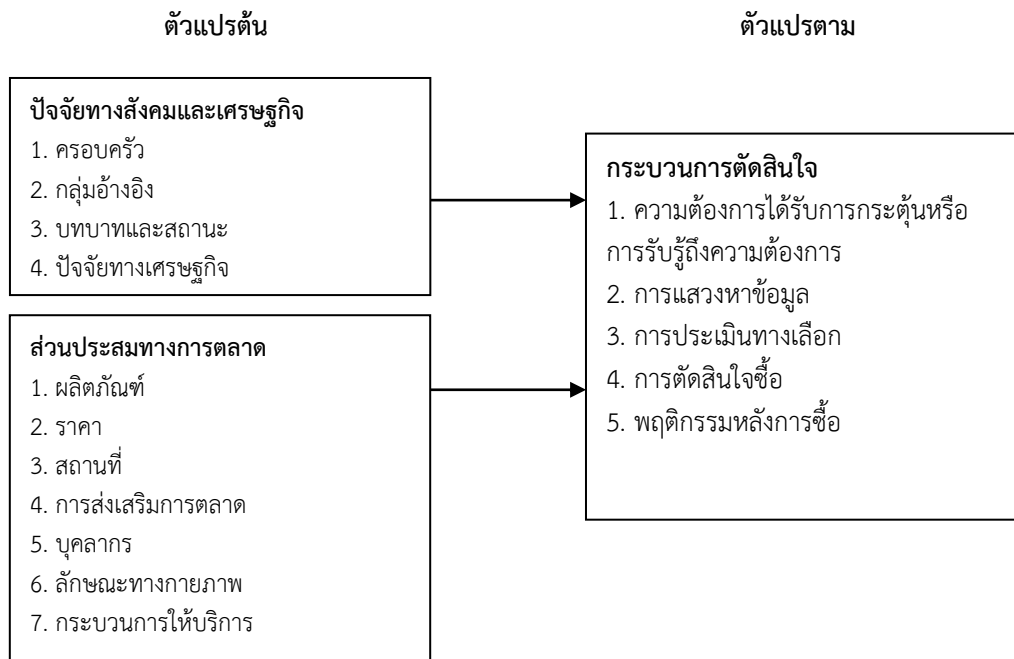 ตัวแปรต้น
ตัวแปรตาม
ปัจจัยทางสังคมและเศรษฐกิจ
1. ครอบครัว
2. กลุ่มอ้างอิง
3. บทบาทและสถานะ
4. ปัจจัยทางเศรษฐกิจ
ส่วนประสมทางการตลาด
1. ผลิตภัณฑ์
2. ราคา
3. สถานที่
4. การส่งเสริมการตลาด
5. บุคลากร
6. ลักษณะทางกายภาพ
7. กระบวนการให้บริการ
กระบวนการตัดสินใจ
1. ความต้องการได้รับการกระตุ้นหรือ
การรับรู้ถึงความต้องการ
2. การแสวงหาข้อมูล
3. การประเมินทางเลือก
4. การตัดสินใจซื้อ
5. พฤติกรรมหลังการซื้อ